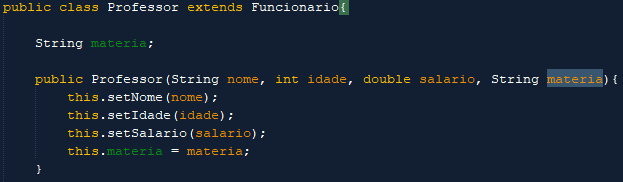 public class Professor extends Funcionario{
String materia;
public Professor(String nome, int idade, double salario, String materia){
this.setNome(nome);
this.setIdade(idade);
this.setSalario(salario);
this.materia = materia;
}